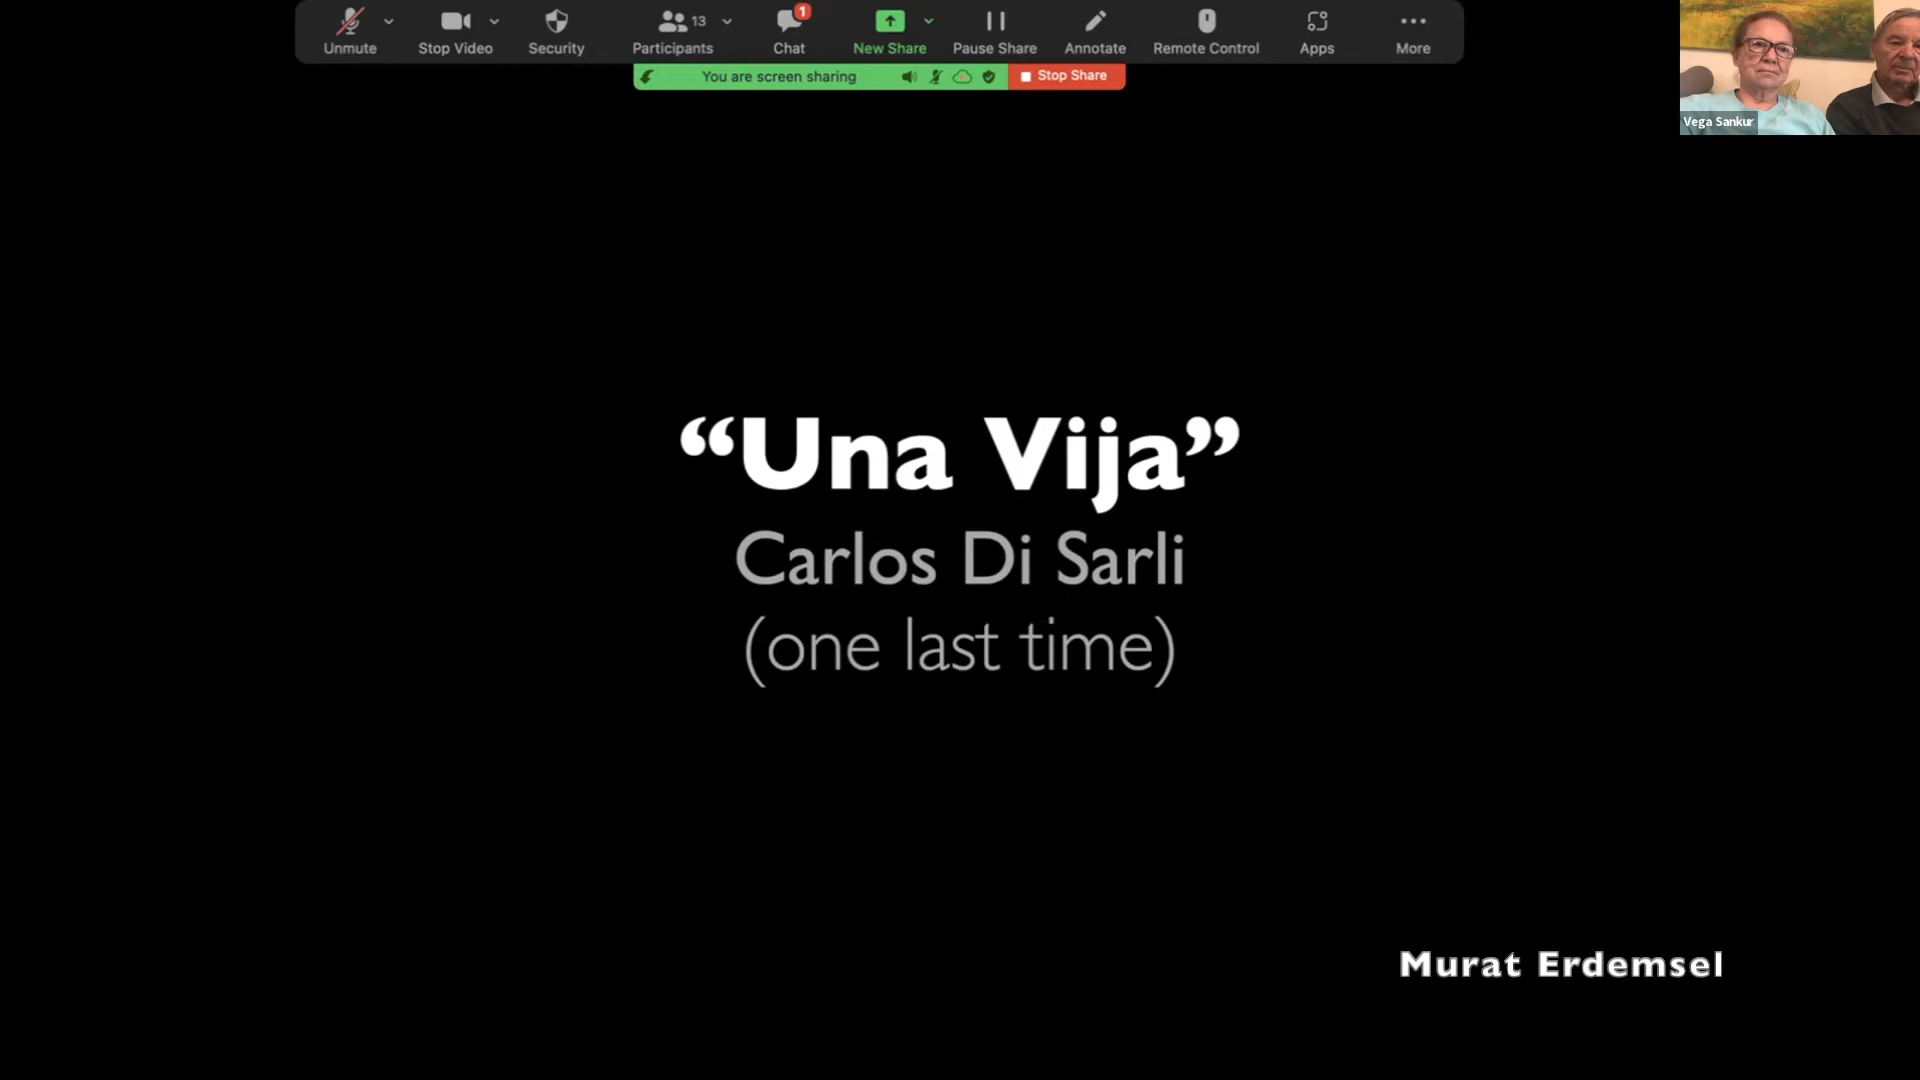 Unmute
Stop Video
Security
Participants 13
Chat 1
New Share
Pause Share
Annotate
Remote Control
Apps
More
You are screen sharing
Stop Share
Vega Sankur
“Una Vija”
Carlos Di Sarli
(one last time)
Murat Erdemsel